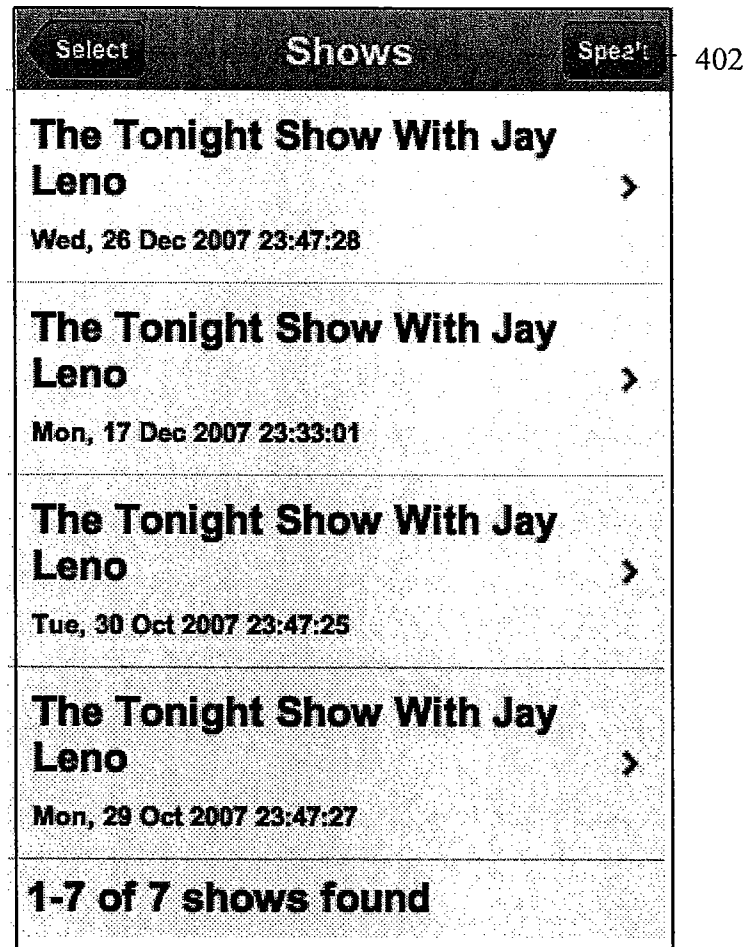 Select Shows Speak 402
The Tonight Show With Jay
Leno
>
Wed, 26 Dec 2007 23:47:28
The Tonight Show With Jay
Leno
>
Mon, 17 Dec 2007 23:33:01
The Tonight Show With Jay
Leno
>
Tue, 30 Oct 2007 23:47:25
The Tonight Show With Jay
Leno
>
Mon, 29 Oct 2007 23:47:27
1-7 of 7 shows found